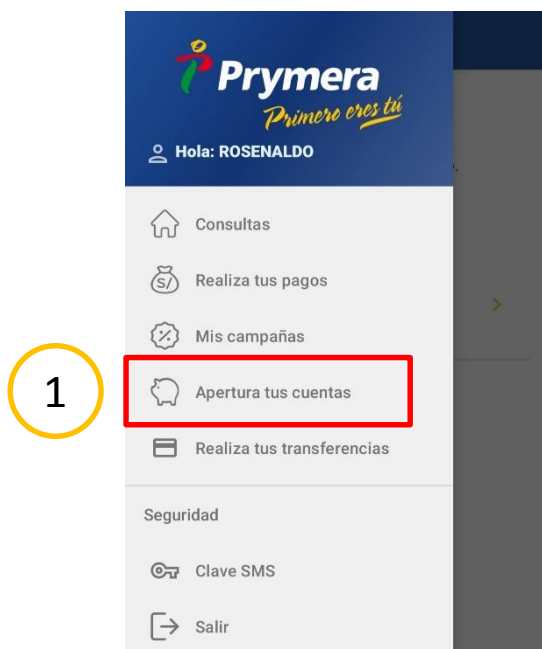 Prymera
Primero eres tú
Hola: ROSENALDO
Consultas
S/ Realiza tus pagos
% Mis campañas
1 Apertura tus cuentas
Realiza tus transferencias
Seguridad
Clave SMS
Salir